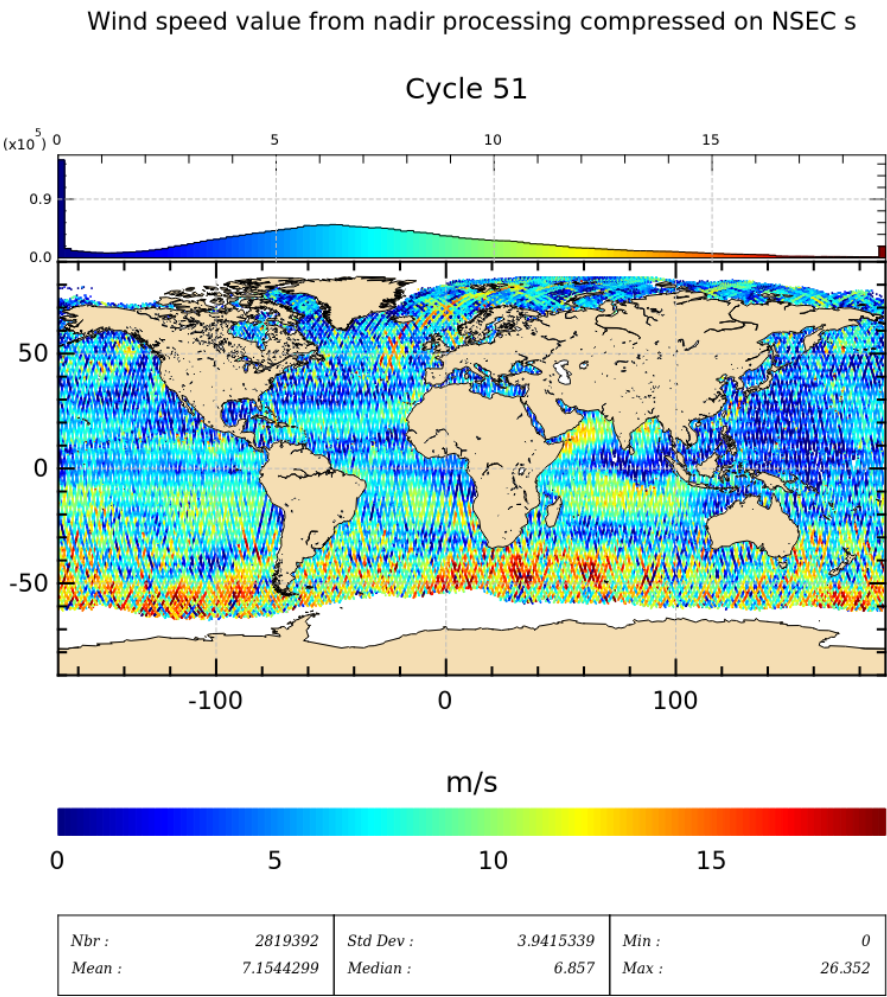 Wind speed value from nadir processing compressed on NSEC s
Cycle 51
(x10^5) 0 5 10 15
0.9
0.0
50
0
-50
-100 0 100
m/s
0 5 10 15
Nbr : 2819392 Std Dev : 3.9415339 Min : 0
Mean : 7.1544299 Median : 6.857 Max : 26.352